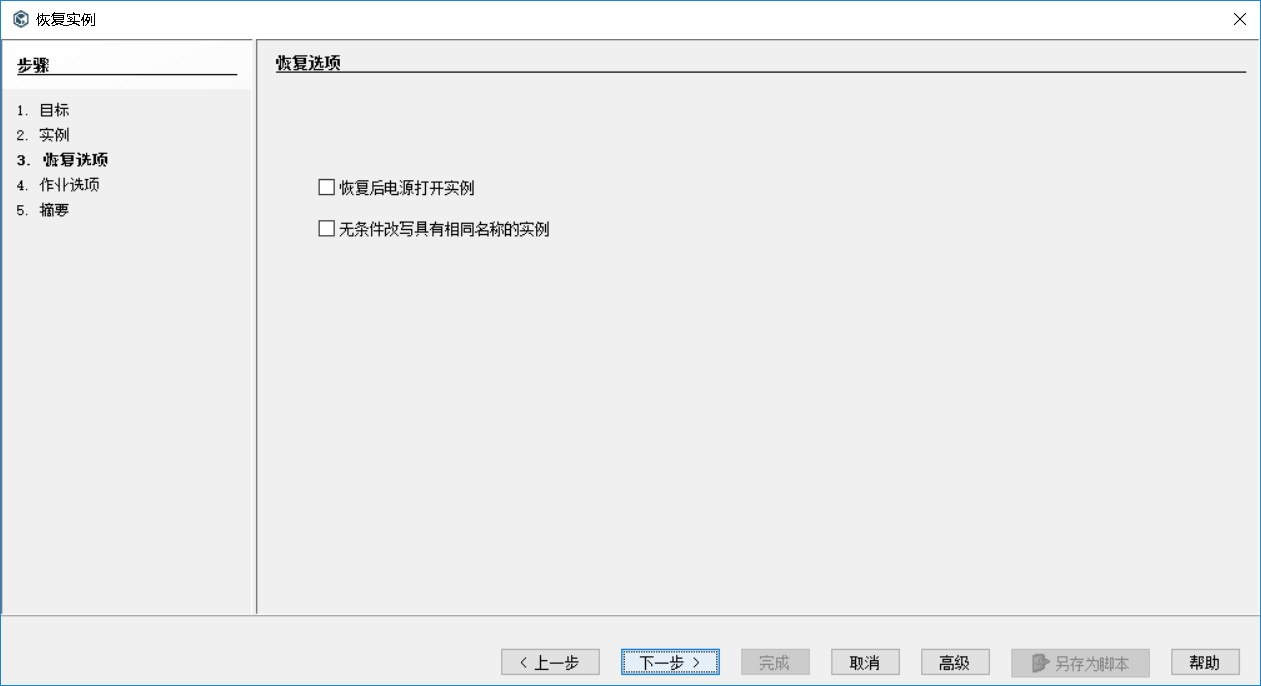 恢复实例
步骤
1. 目标
2. 实例
3. 恢复选项
4. 作业选项
5. 摘要
恢复选项
恢复后电源打开实例
无条件改写具有相同名称的实例
< 上一步
下一步 >
完成
取消
高级
另存为脚本
帮助